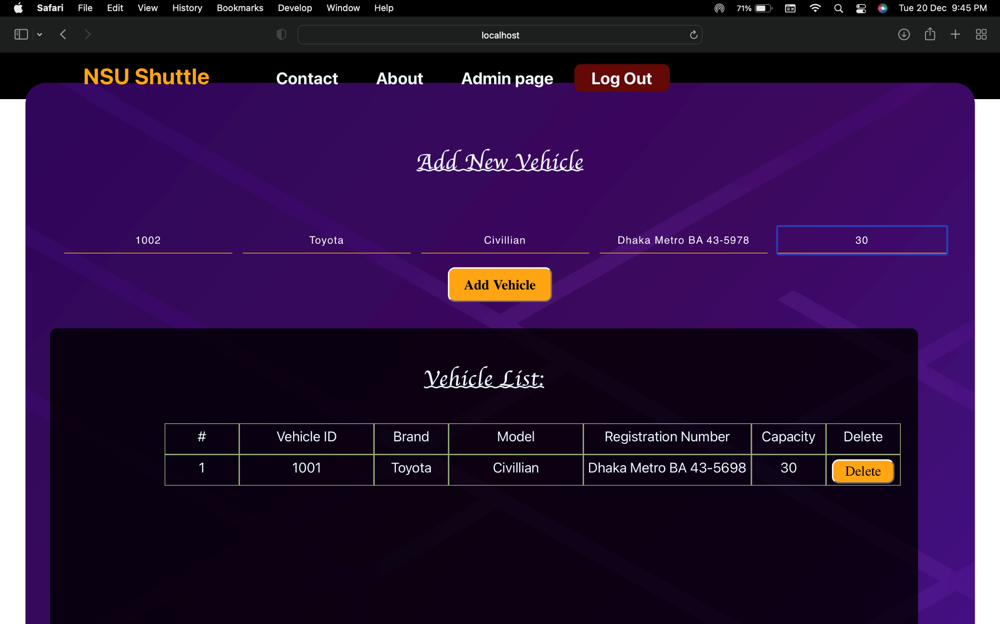 Safari File Edit View History Bookmarks Develop Window Help 71% Tue 20 Dec 9:45 PM
localhost
NSU Shuttle Contact About Admin page Log Out
Add New Vehicle
1002 Toyota Civillian Dhaka Metro BA 43-5978 30
Add Vehicle
Vehicle List:
# Vehicle ID Brand Model Registration Number Capacity Delete
1 1001 Toyota Civillian Dhaka Metro BA 43-5698 30 Delete